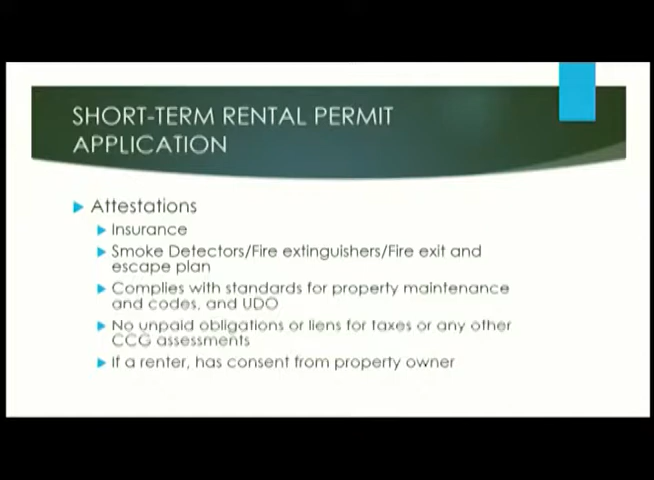 SHORT-TERM RENTAL PERMIT
APPLICATION
Attestations
Insurance
Smoke Detectors/Fire extinguishers/Fire exit and
escape plan
Complies with standards for property maintenance
and codes, and UDO
No unpaid obligations or liens for taxes or any other
CCG assessments
If a renter, has consent from property owner